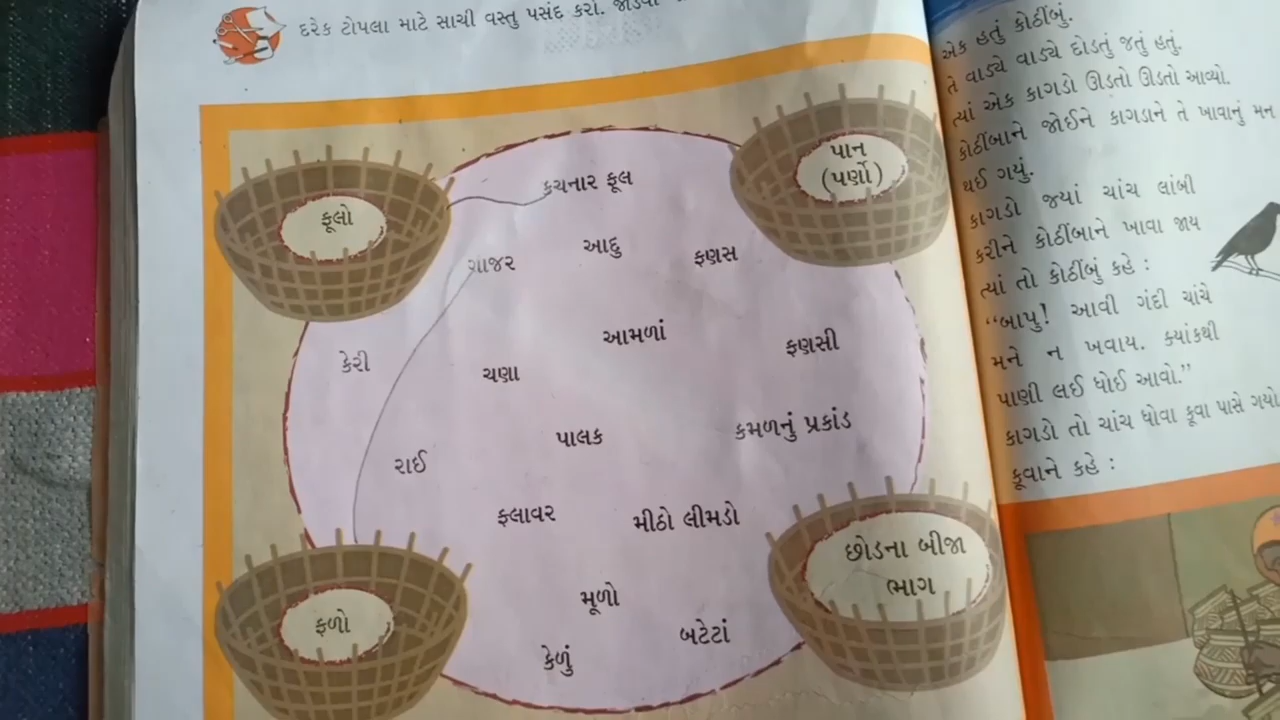 દરેક ટોપલા માટે સાચી વસ્તુ પસંદ કરો.
ફૂલો
પાન
(પર્ણો)
કચનાર ફૂલ
ગાજર
આદુ
ફણસ
કેરી
ચણા
આમળાં
ફણસી
રાઈ
પાલક
કમળનું પ્રકાંડ
ફ્લાવર
મીઠો લીમડો
છોડના બીજા
ભાગ
ફળો
મૂળો
કેળું
બટેટાં
એક હતું કોઠીંબું.
તે વાડ્યે વાડ્યે દોડતું જતું હતું.
ત્યાં એક કાગડો ઊડતો ઊડતો આવ્યો.
કોઠીંબાને જોઈને કાગડાને તે ખાવાનું મન
થઈ ગયું.
કાગડો જ્યાં ચાંચ લાંબી
કરીને કોઠીંબાને ખાવા જાય
ત્યાં તો કોઠીંબું કહે :
“બાપુ! આવી ગંદી ચાંચે
મને ન ખવાય. ક્યાંકથી
પાણી લઈ ધોઈ આવો.”
કાગડો તો ચાંચ ધોવા કૂવા પાસે ગયો
કૂવાને કહે :